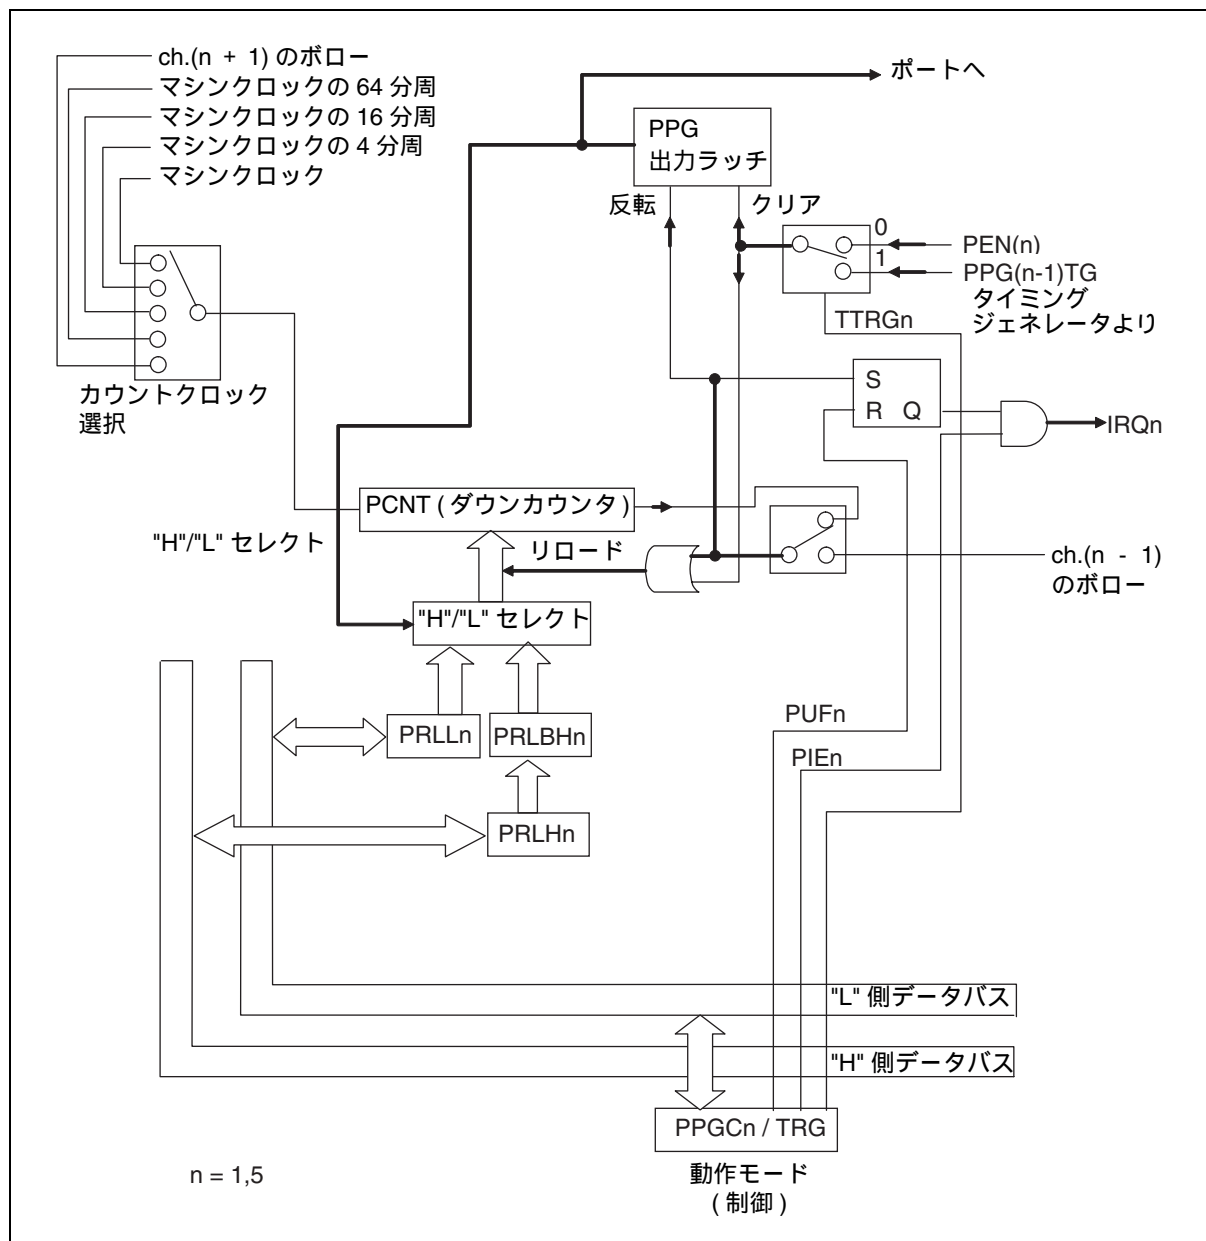 ch.(n + 1) のボロー
マシンクロックの 64 分周
マシンクロックの 16 分周
マシンクロックの 4 分周
マシンクロック
カウントクロック
選択
ポートへ
PPG
出力ラッチ
反転
クリア
0
1
PEN(n)
PPG(n-1)TG
タイミング
ジェネレータより
TTRGn
S
R Q
IRQn
PCNT ( ダウンカウンタ )
"H"/"L" セレクト
リロード
ch.(n - 1)
のボロー
"H"/"L" セレクト
PRLLn
PRLBHn
PRLHn
PUFn
PIEn
"L" 側データバス
"H" 側データバス
PPGCn / TRG
動作モード
( 制御 )
n = 1,5